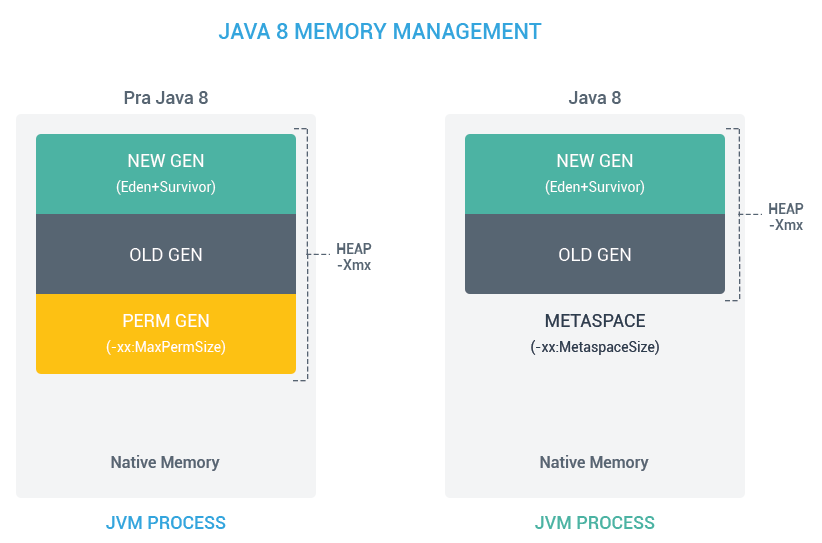 JAVA 8 MEMORY MANAGEMENT
Pra Java 8
NEW GEN
(Eden+Survivor)
OLD GEN
PERM GEN
(-xx:MaxPermSize)
HEAP
-Xmx
Native Memory
JVM PROCESS
Java 8
NEW GEN
(Eden+Survivor)
OLD GEN
METASPACE
(-xx:MetaspaceSize)
HEAP
-Xmx
Native Memory
JVM PROCESS